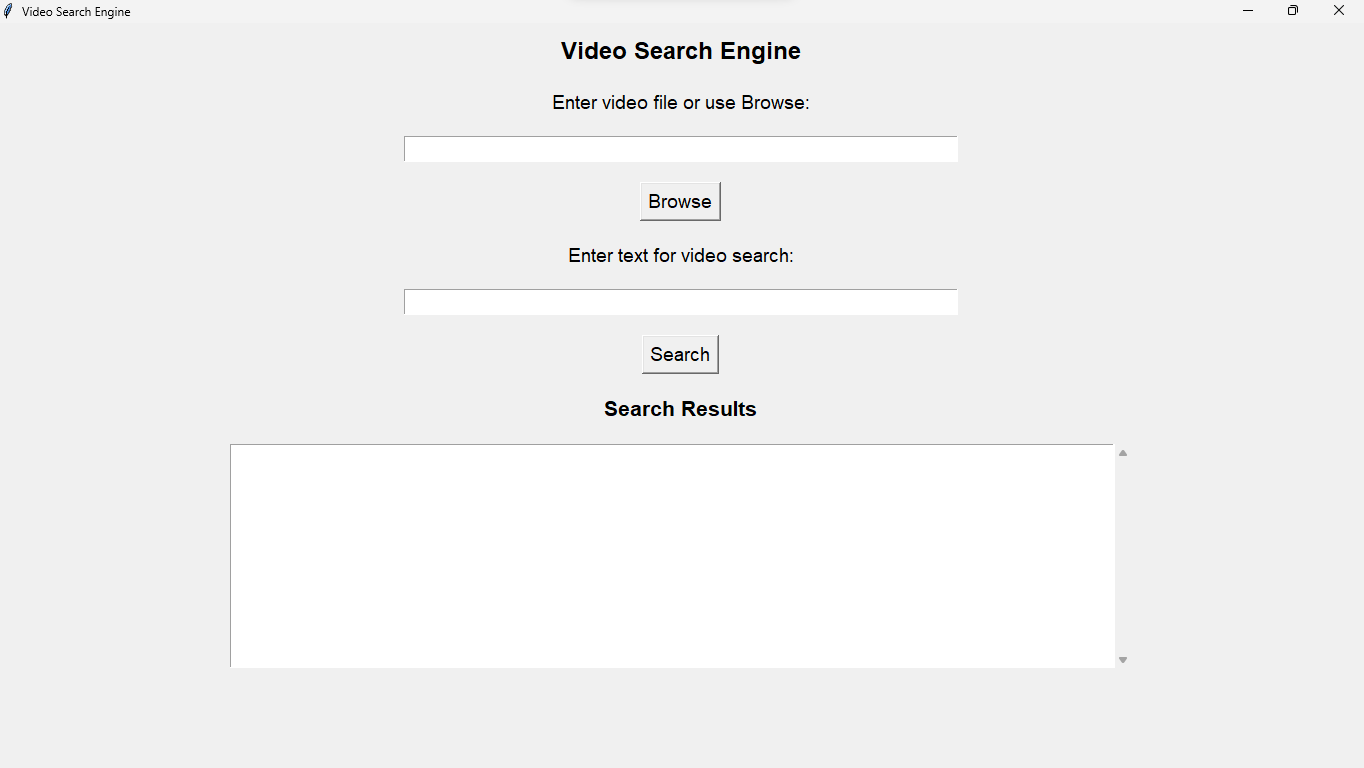 Video Search Engine
Video Search Engine
Enter video file or use Browse:
Browse
Enter text for video search:
Search
Search Results